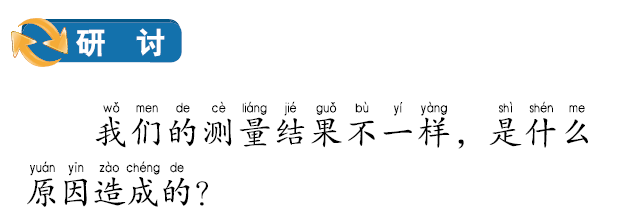 研 讨
wǒ men de cè liáng jié guǒ bù yí yàng shì shén me
我们的测量结果不一样，是什么
yuán yīn zào chéng de
原因造成的？